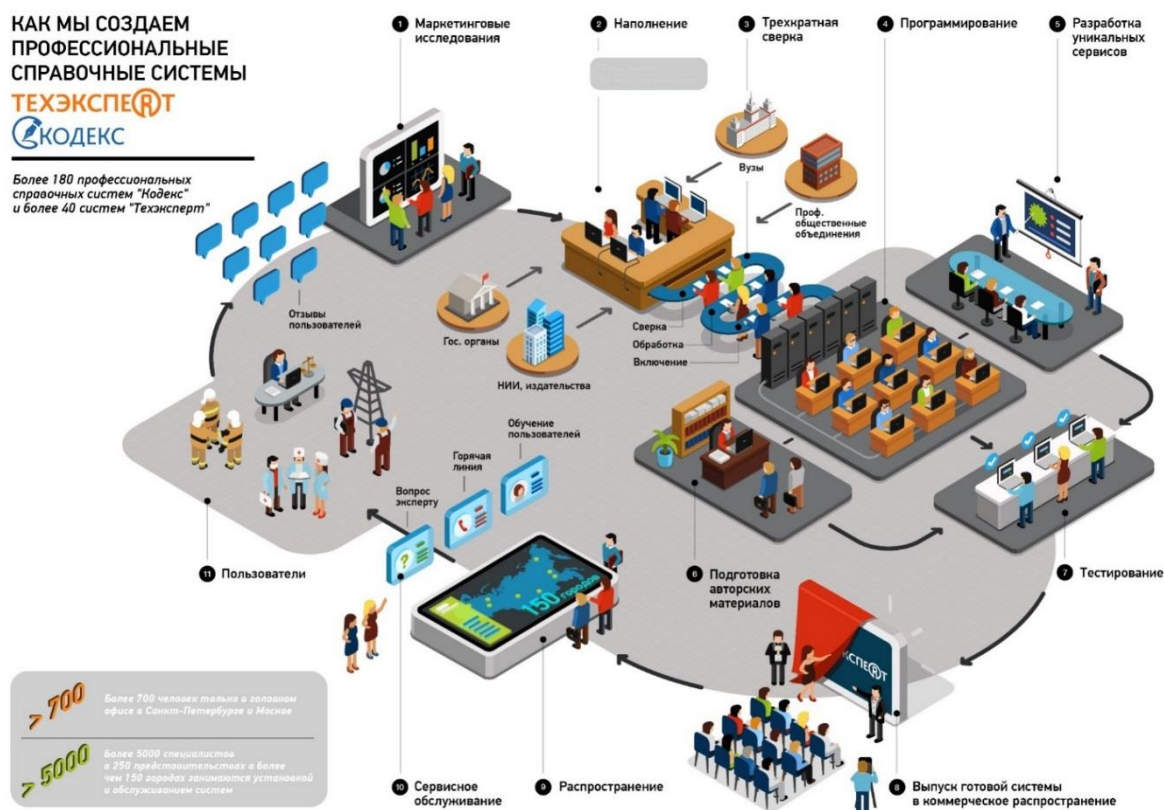 КАК МЫ СОЗДАЕМ
ПРОФЕССИОНАЛЬНЫЕ
СПРАВОЧНЫЕ СИСТЕМЫ
ТЕХЭКСПЕRТ
КОДЕКС
Более 180 профессиональных
справочных систем "Кодекс"
и более 40 систем "Техэксперт"
1 Маркетинговые
исследования
2 Наполнение
3 Трехкратная
сверка
4 Программирование
5 Разработка
уникальных
сервисов
Вузы
Проф.
общественные
объединения
Отзывы
пользователей
Гос. органы
НИИ, издательства
Сверка
Обработка
Включение
Обучение
пользователей
Горячая
линия
Вопрос
эксперту
?
150 городов
11 Пользователи
6 Подготовка
авторских
материалов
7 Тестирование
КСПЕRТ
> 700
Более 700 человек только в головном
офисе в Санкт-Петербурге и Москве
> 5000
Более 5000 специалистов
в 250 представительствах в более
чем 150 городах занимаются установкой
и обслуживанием систем
10 Сервисное
обслуживание
9 Распространение
8 Выпуск готовой системы
в коммерческое распространение